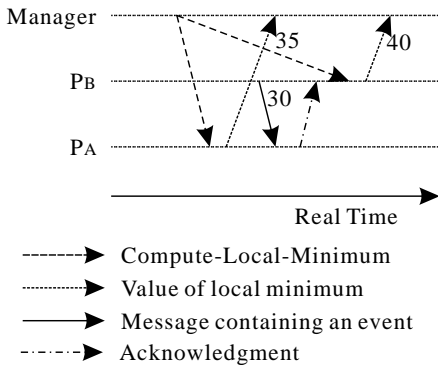 Manager
35
40
PB
30
PA
Real Time
Compute-Local-Minimum
Value of local minimum
Message containing an event
Acknowledgment